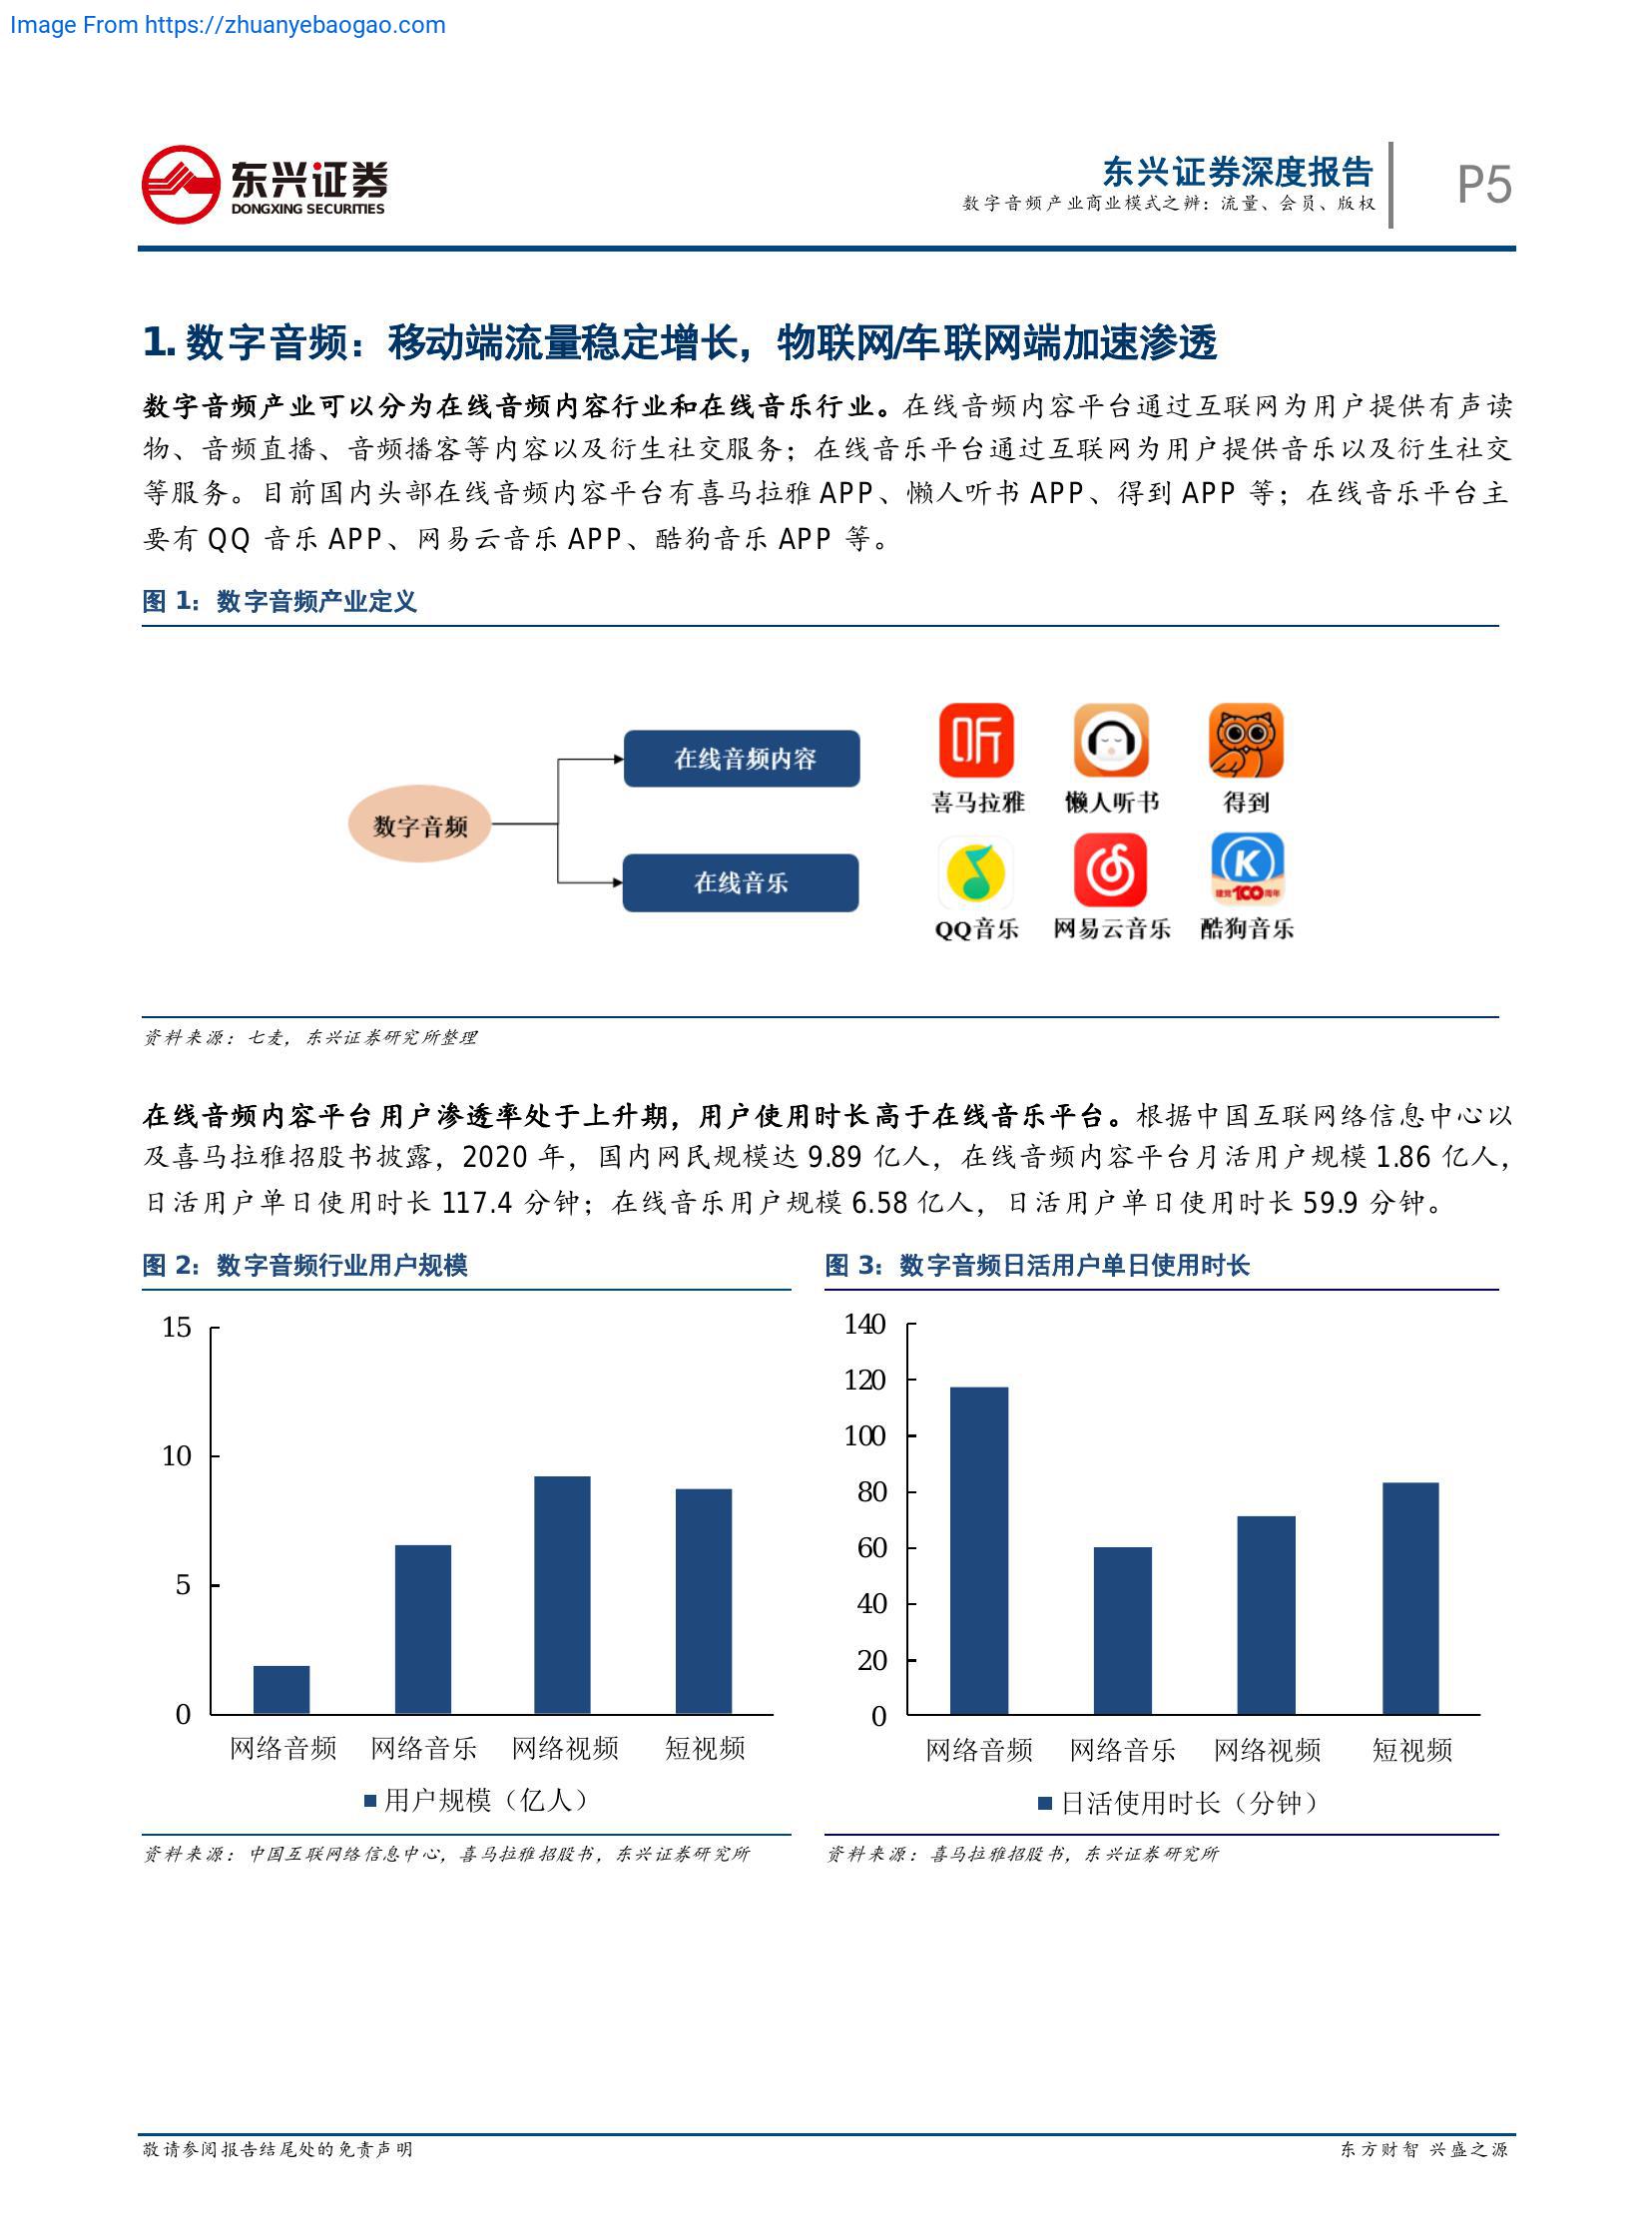 Image From https://zhuanyebaogao.com
东兴证券
DONGXING SECURITIES
东兴证券深度报告
数字音频产业商业模式之辨：流量、会员、版权
P5
1. 数字音频：移动端流量稳定增长，物联网/车联网端加速渗透
数字音频产业可以分为在线音频内容行业和在线音乐行业。在线音频内容平台通过互联网为用户提供有声读
物、音频直播、音频播客等内容以及衍生社交服务；在线音乐平台通过互联网为用户提供音乐以及衍生社交
等服务。目前国内头部在线音频内容平台有喜马拉雅 APP、懒人听书 APP、得到 APP 等；在线音乐平台主
要有 QQ 音乐 APP、网易云音乐 APP、酷狗音乐 APP 等。
图 1：数字音频产业定义
数字音频
在线音频内容
在线音乐
听
喜马拉雅 懒人听书 得到
K
建党100周年
QQ音乐 网易云音乐 酷狗音乐
资料来源：七麦，东兴证券研究所整理
在线音频内容平台用户渗透率处于上升期，用户使用时长高于在线音乐平台。根据中国互联网络信息中心以
及喜马拉雅招股书披露，2020 年，国内网民规模达 9.89 亿人，在线音频内容平台月活用户规模 1.86 亿人，
日活用户单日使用时长 117.4 分钟；在线音乐用户规模 6.58 亿人，日活用户单日使用时长 59.9 分钟。
图 2：数字音频行业用户规模
15
10
5
0
网络音频 网络音乐 网络视频 短视频
用户规模（亿人）
资料来源：中国互联网络信息中心，喜马拉雅招股书，东兴证券研究所
图 3：数字音频日活用户单日使用时长
140
120
100
80
60
40
20
0
网络音频 网络音乐 网络视频 短视频
日活使用时长（分钟）
资料来源：喜马拉雅招股书，东兴证券研究所
敬请参阅报告结尾处的免责声明
东方财智 兴盛之源